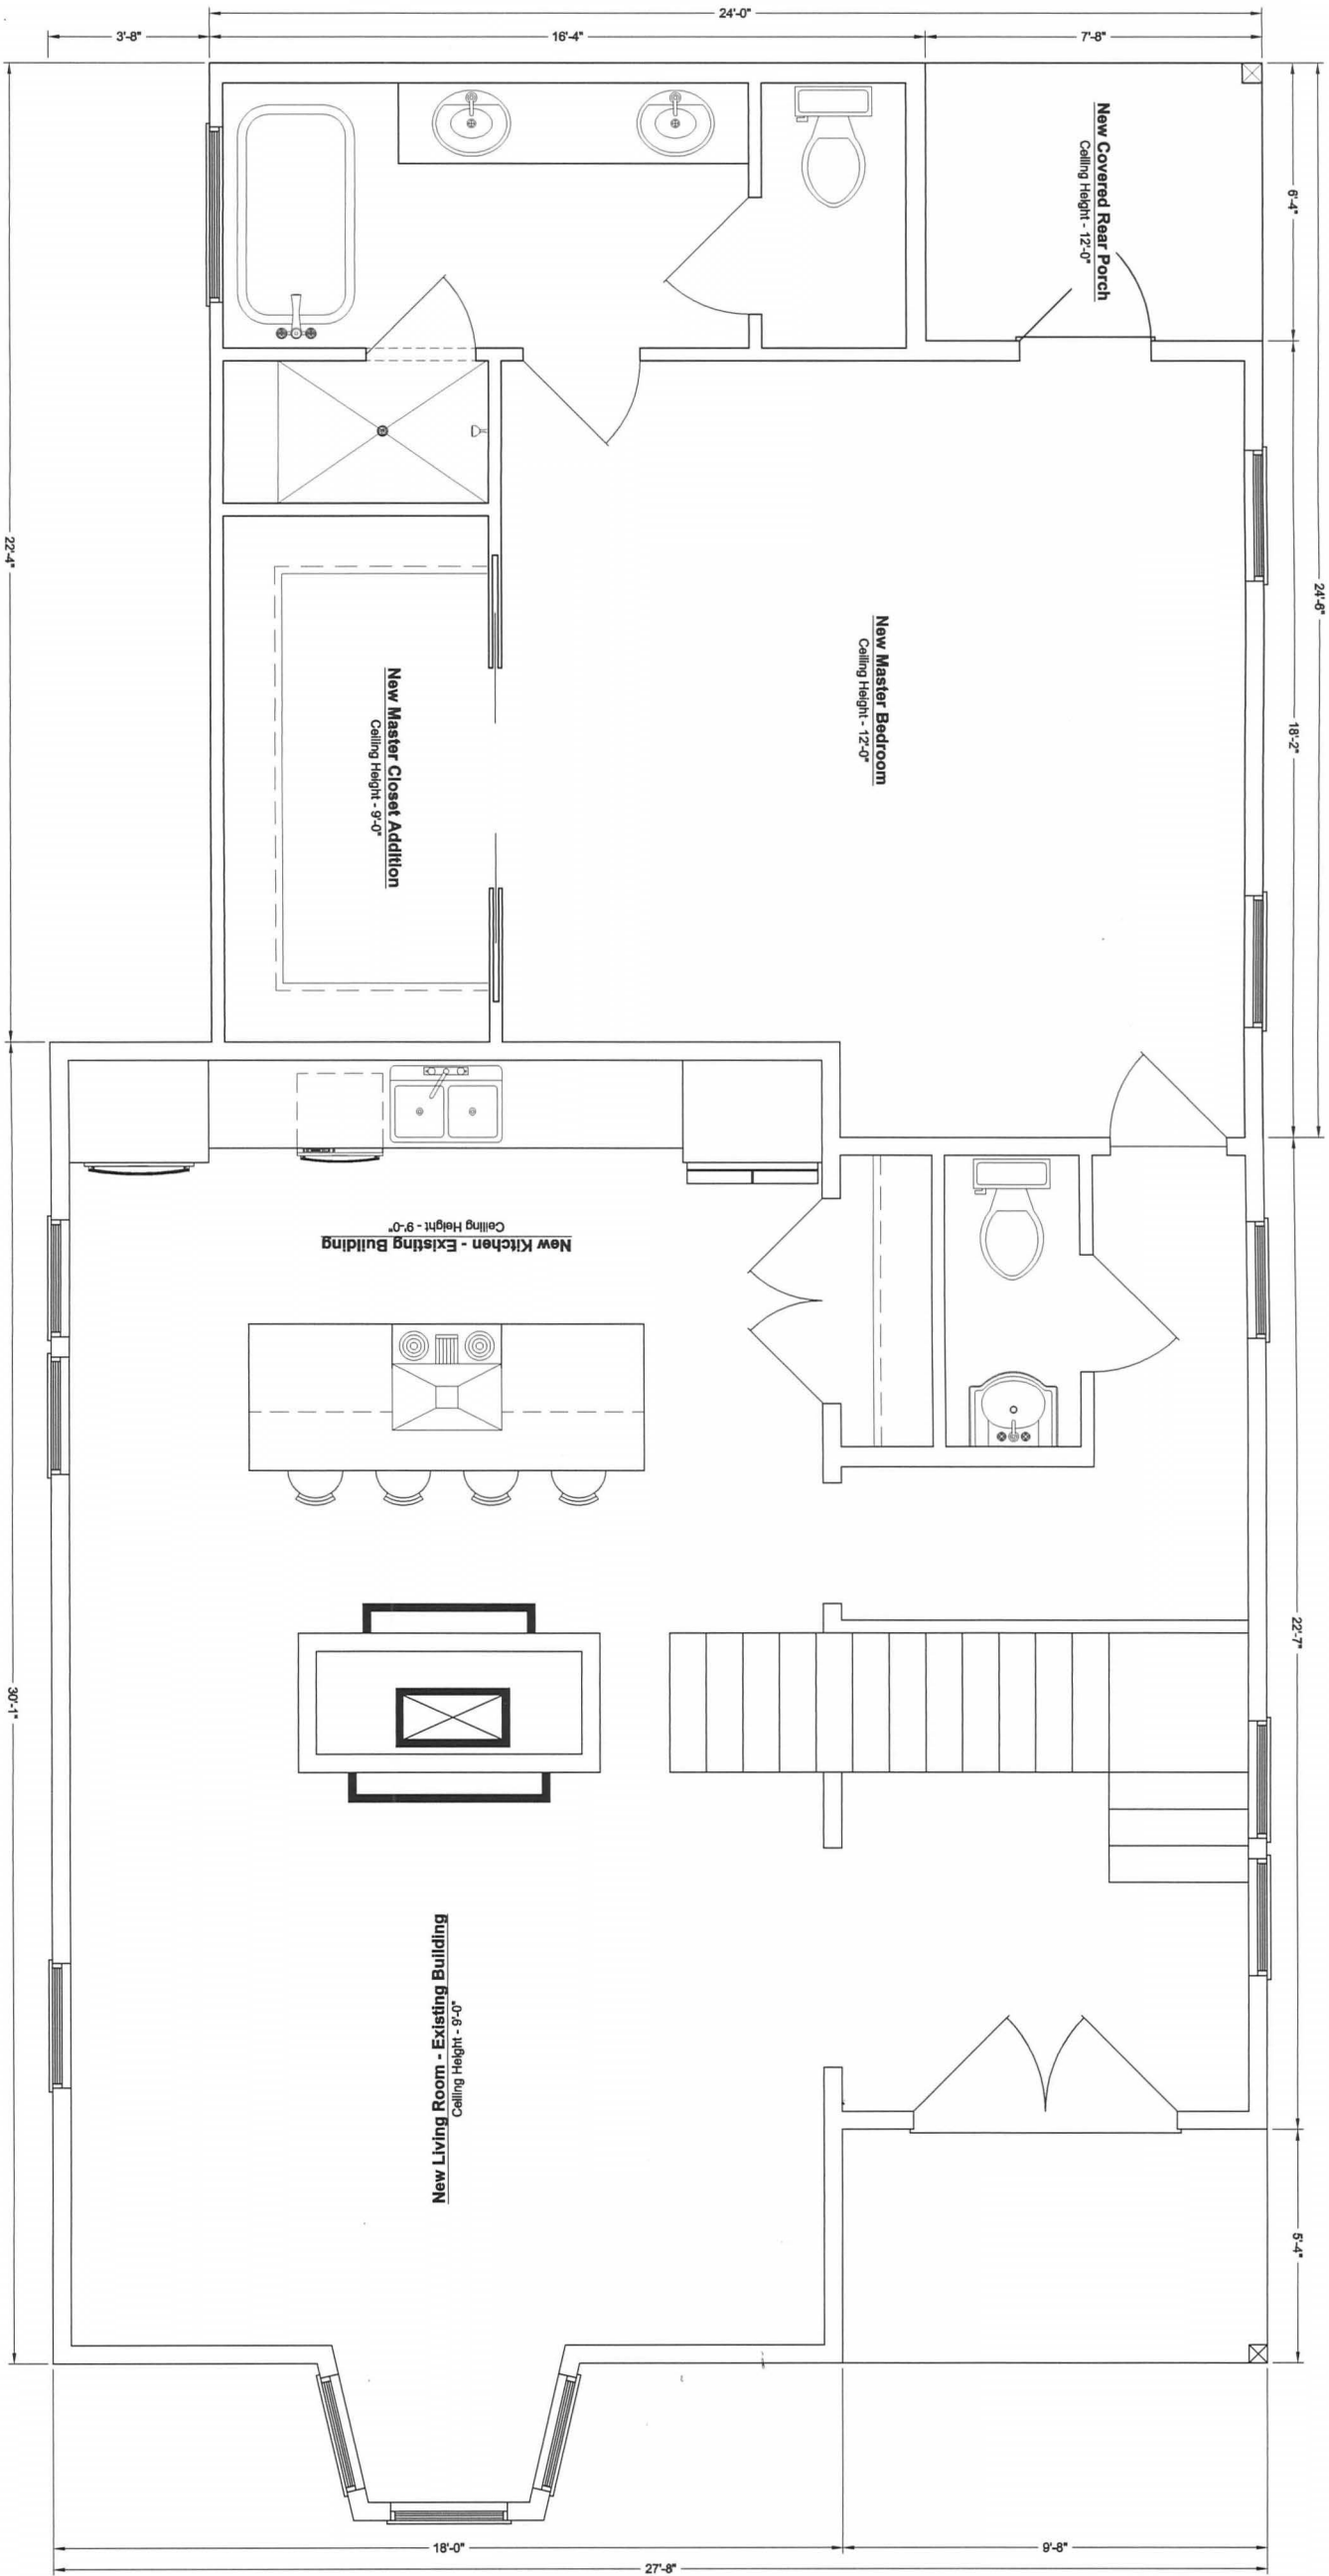 24'-0"
3'-8"
16'-4"
7'-8"
New Covered Rear Porch
Ceiling Height - 12'-0"
6'-4"
24'-6"
18'-2"
22'-4"
New Master Bedroom
Ceiling Height - 12'-0"
New Master Closet Addition
Ceiling Height - 9'-0"
New Kitchen - Existing Building
Ceiling Height - 9'-0"
22'-7"
30'-1"
New Living Room - Existing Building
Ceiling Height - 9'-0"
5'-4"
18'-0"
9'-8"
27'-8"